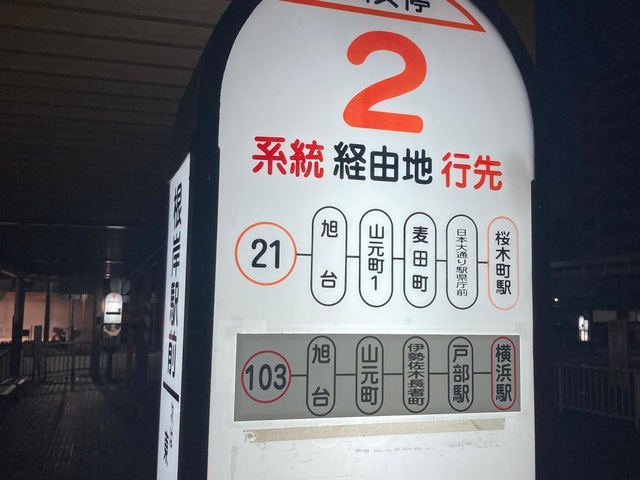 2
系統 経由地 行先
21 旭台 山元町1 麦田町 日本大通り駅県庁前 桜木町駅
103 旭台 山元町 伊勢佐木長者町 戸部駅 横浜駅
根岸駅前